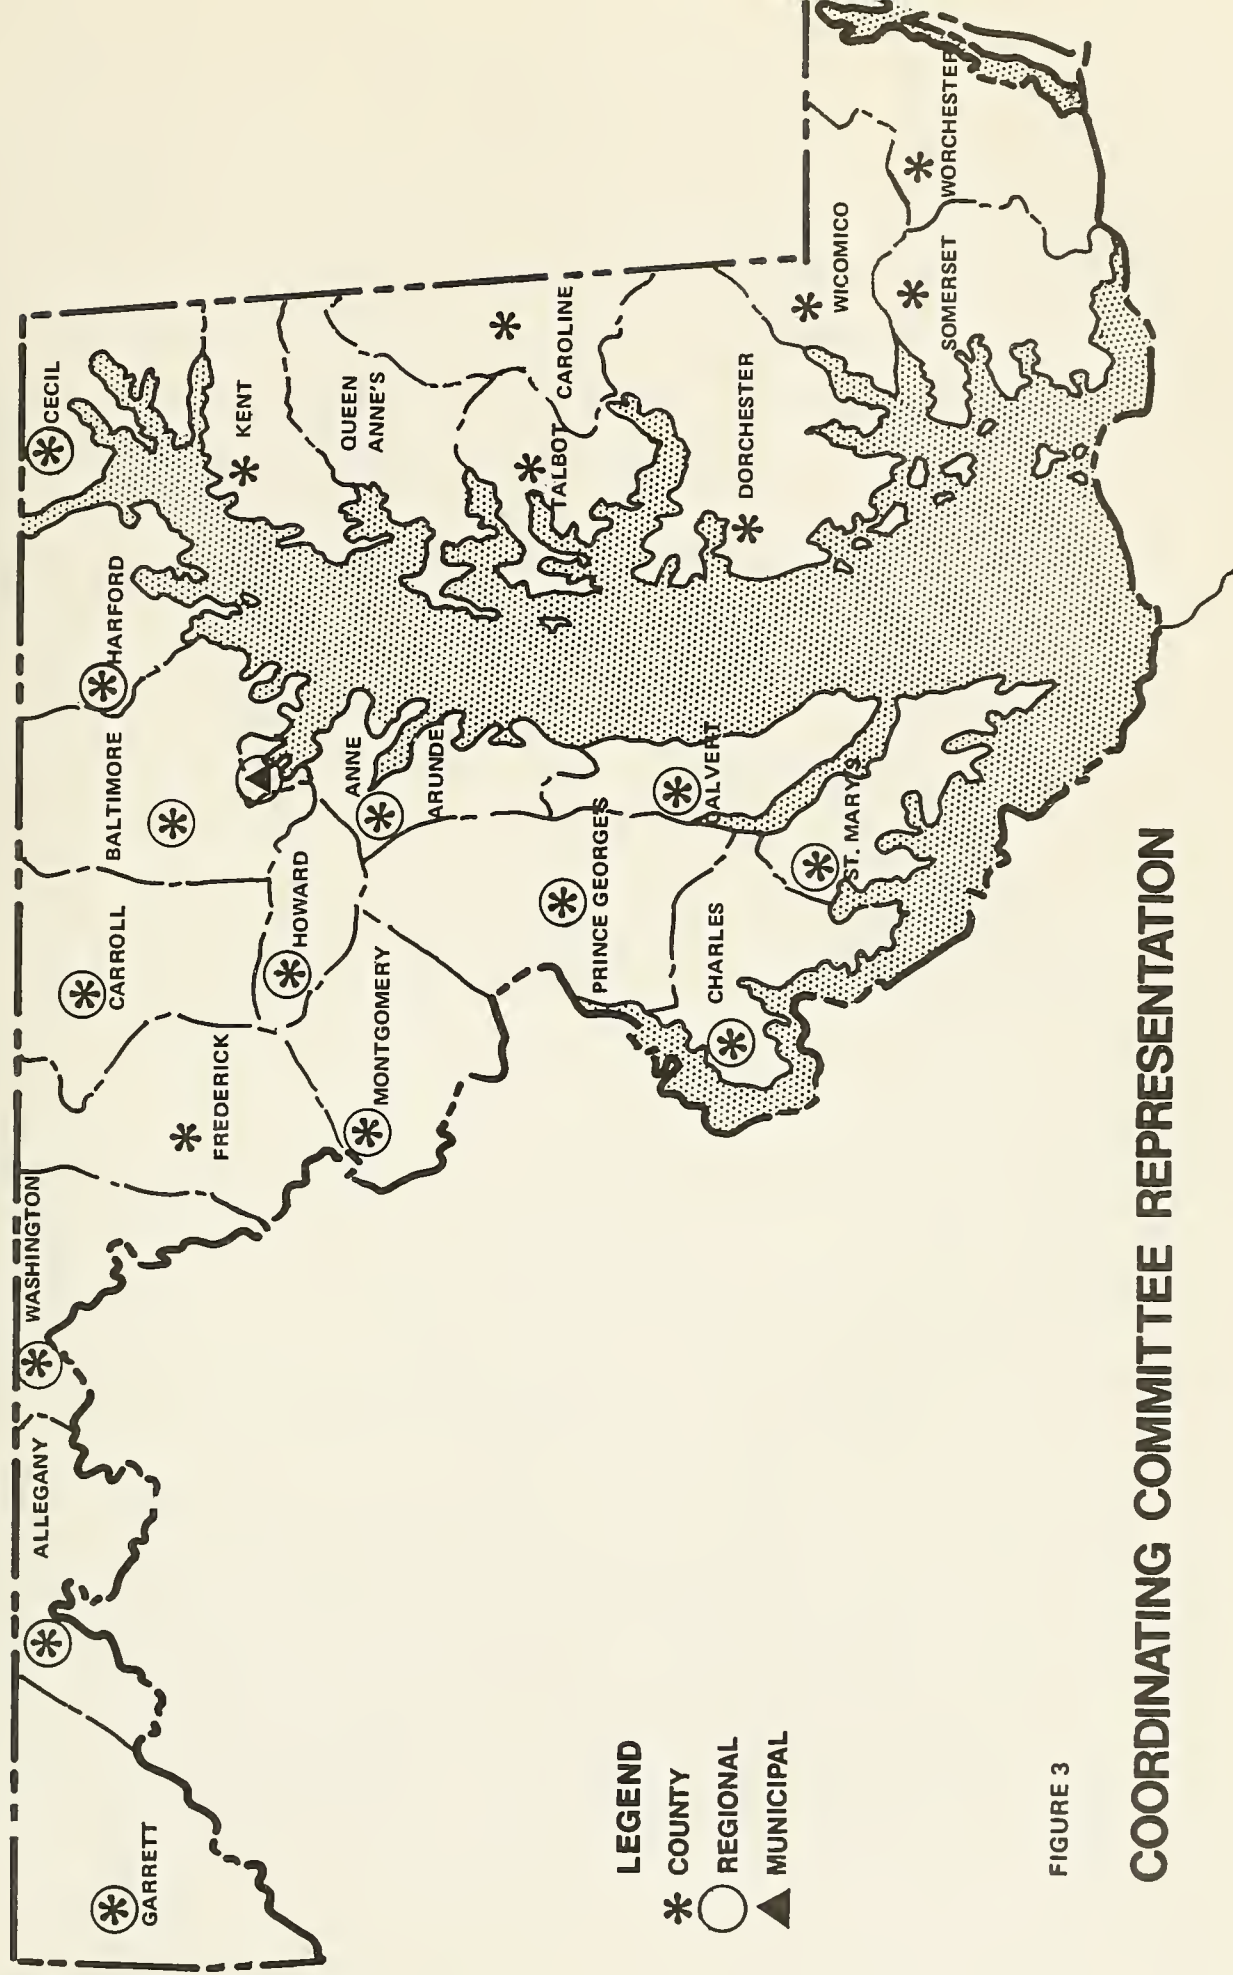 GARRETT
ALLEGANY
WASHINGTON
FREDERICK
CARROLL
BALTIMORE
HARFORD
CECIL
MONTGOMERY
HOWARD
ANNE
ARUNDEL
KENT
QUEEN
ANNE'S
PRINCE GEORGES
CALVERT
CHARLES
ST. MARY'S
TALBOT
CAROLINE
DORCHESTER
WICOMICO
SOMERSET
WORCHESTER
LEGEND
COUNTY
REGIONAL
MUNICIPAL
FIGURE 3
COORDINATING COMMITTEE REPRESENTATION